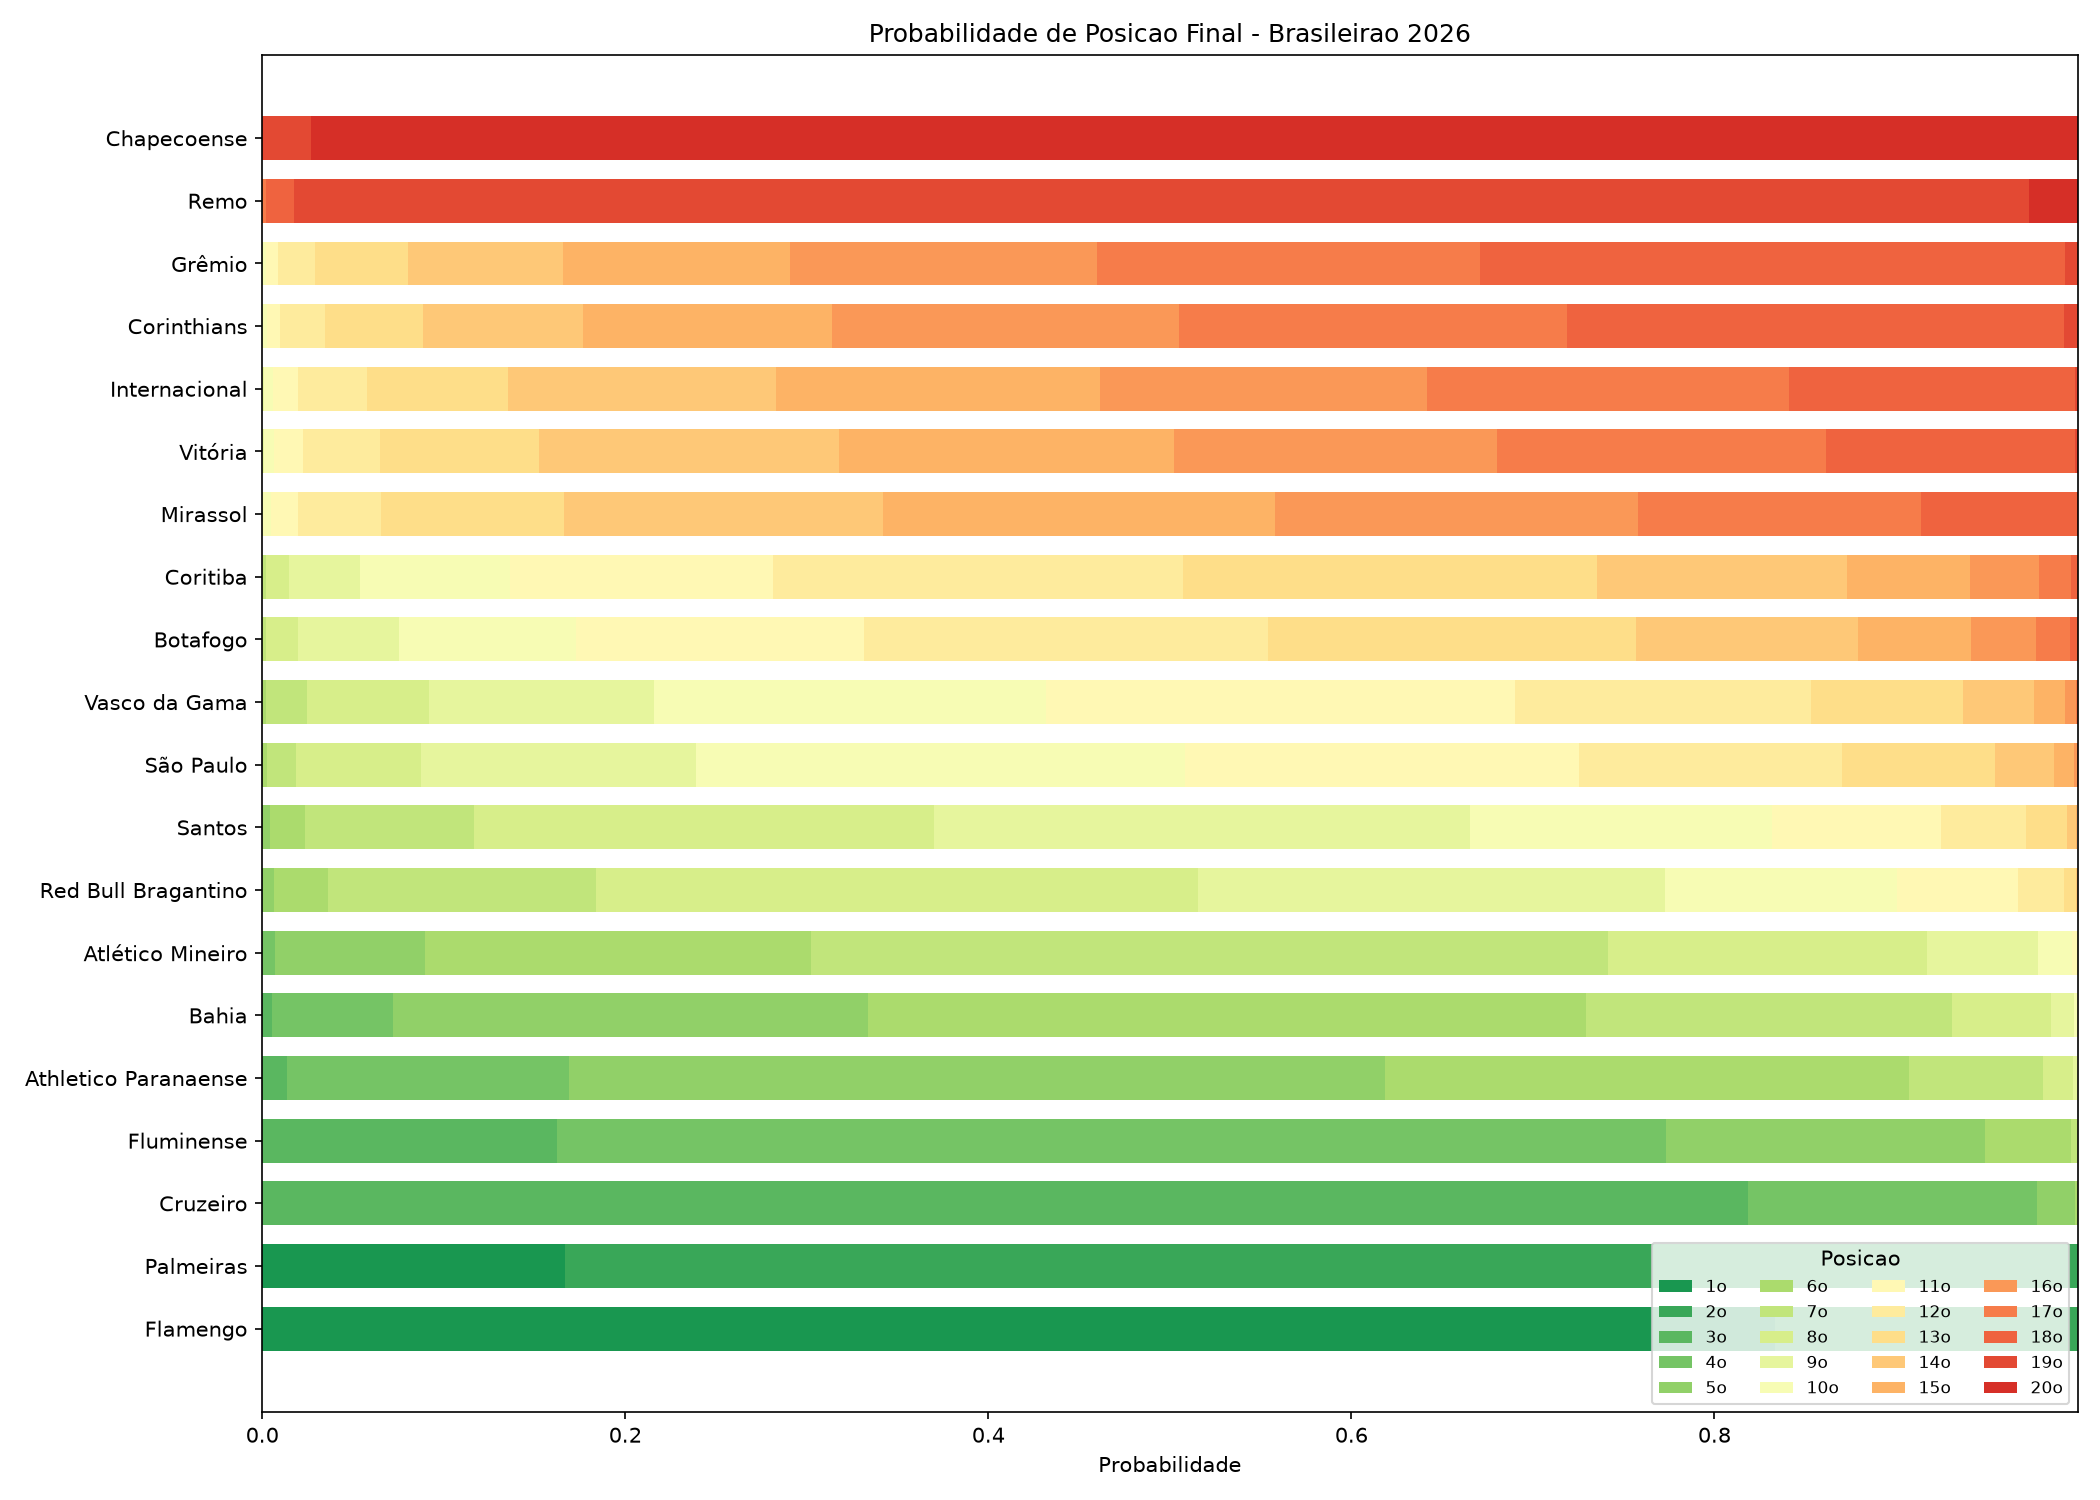 Probabilidade de Posicao Final - Brasileirao 2026
Chapecoense
Remo
Grêmio
Corinthians
Internacional
Vitória
Mirassol
Coritiba
Botafogo
Vasco da Gama
São Paulo
Santos
Red Bull Bragantino
Atlético Mineiro
Bahia
Athletico Paranaense
Fluminense
Cruzeiro
Palmeiras
Flamengo
Posicao
1o 6o 11o 16o
2o 7o 12o 17o
3o 8o 13o 18o
4o 9o 14o 19o
5o 10o 15o 20o
0.0 0.2 0.4 0.6 0.8
Probabilidade